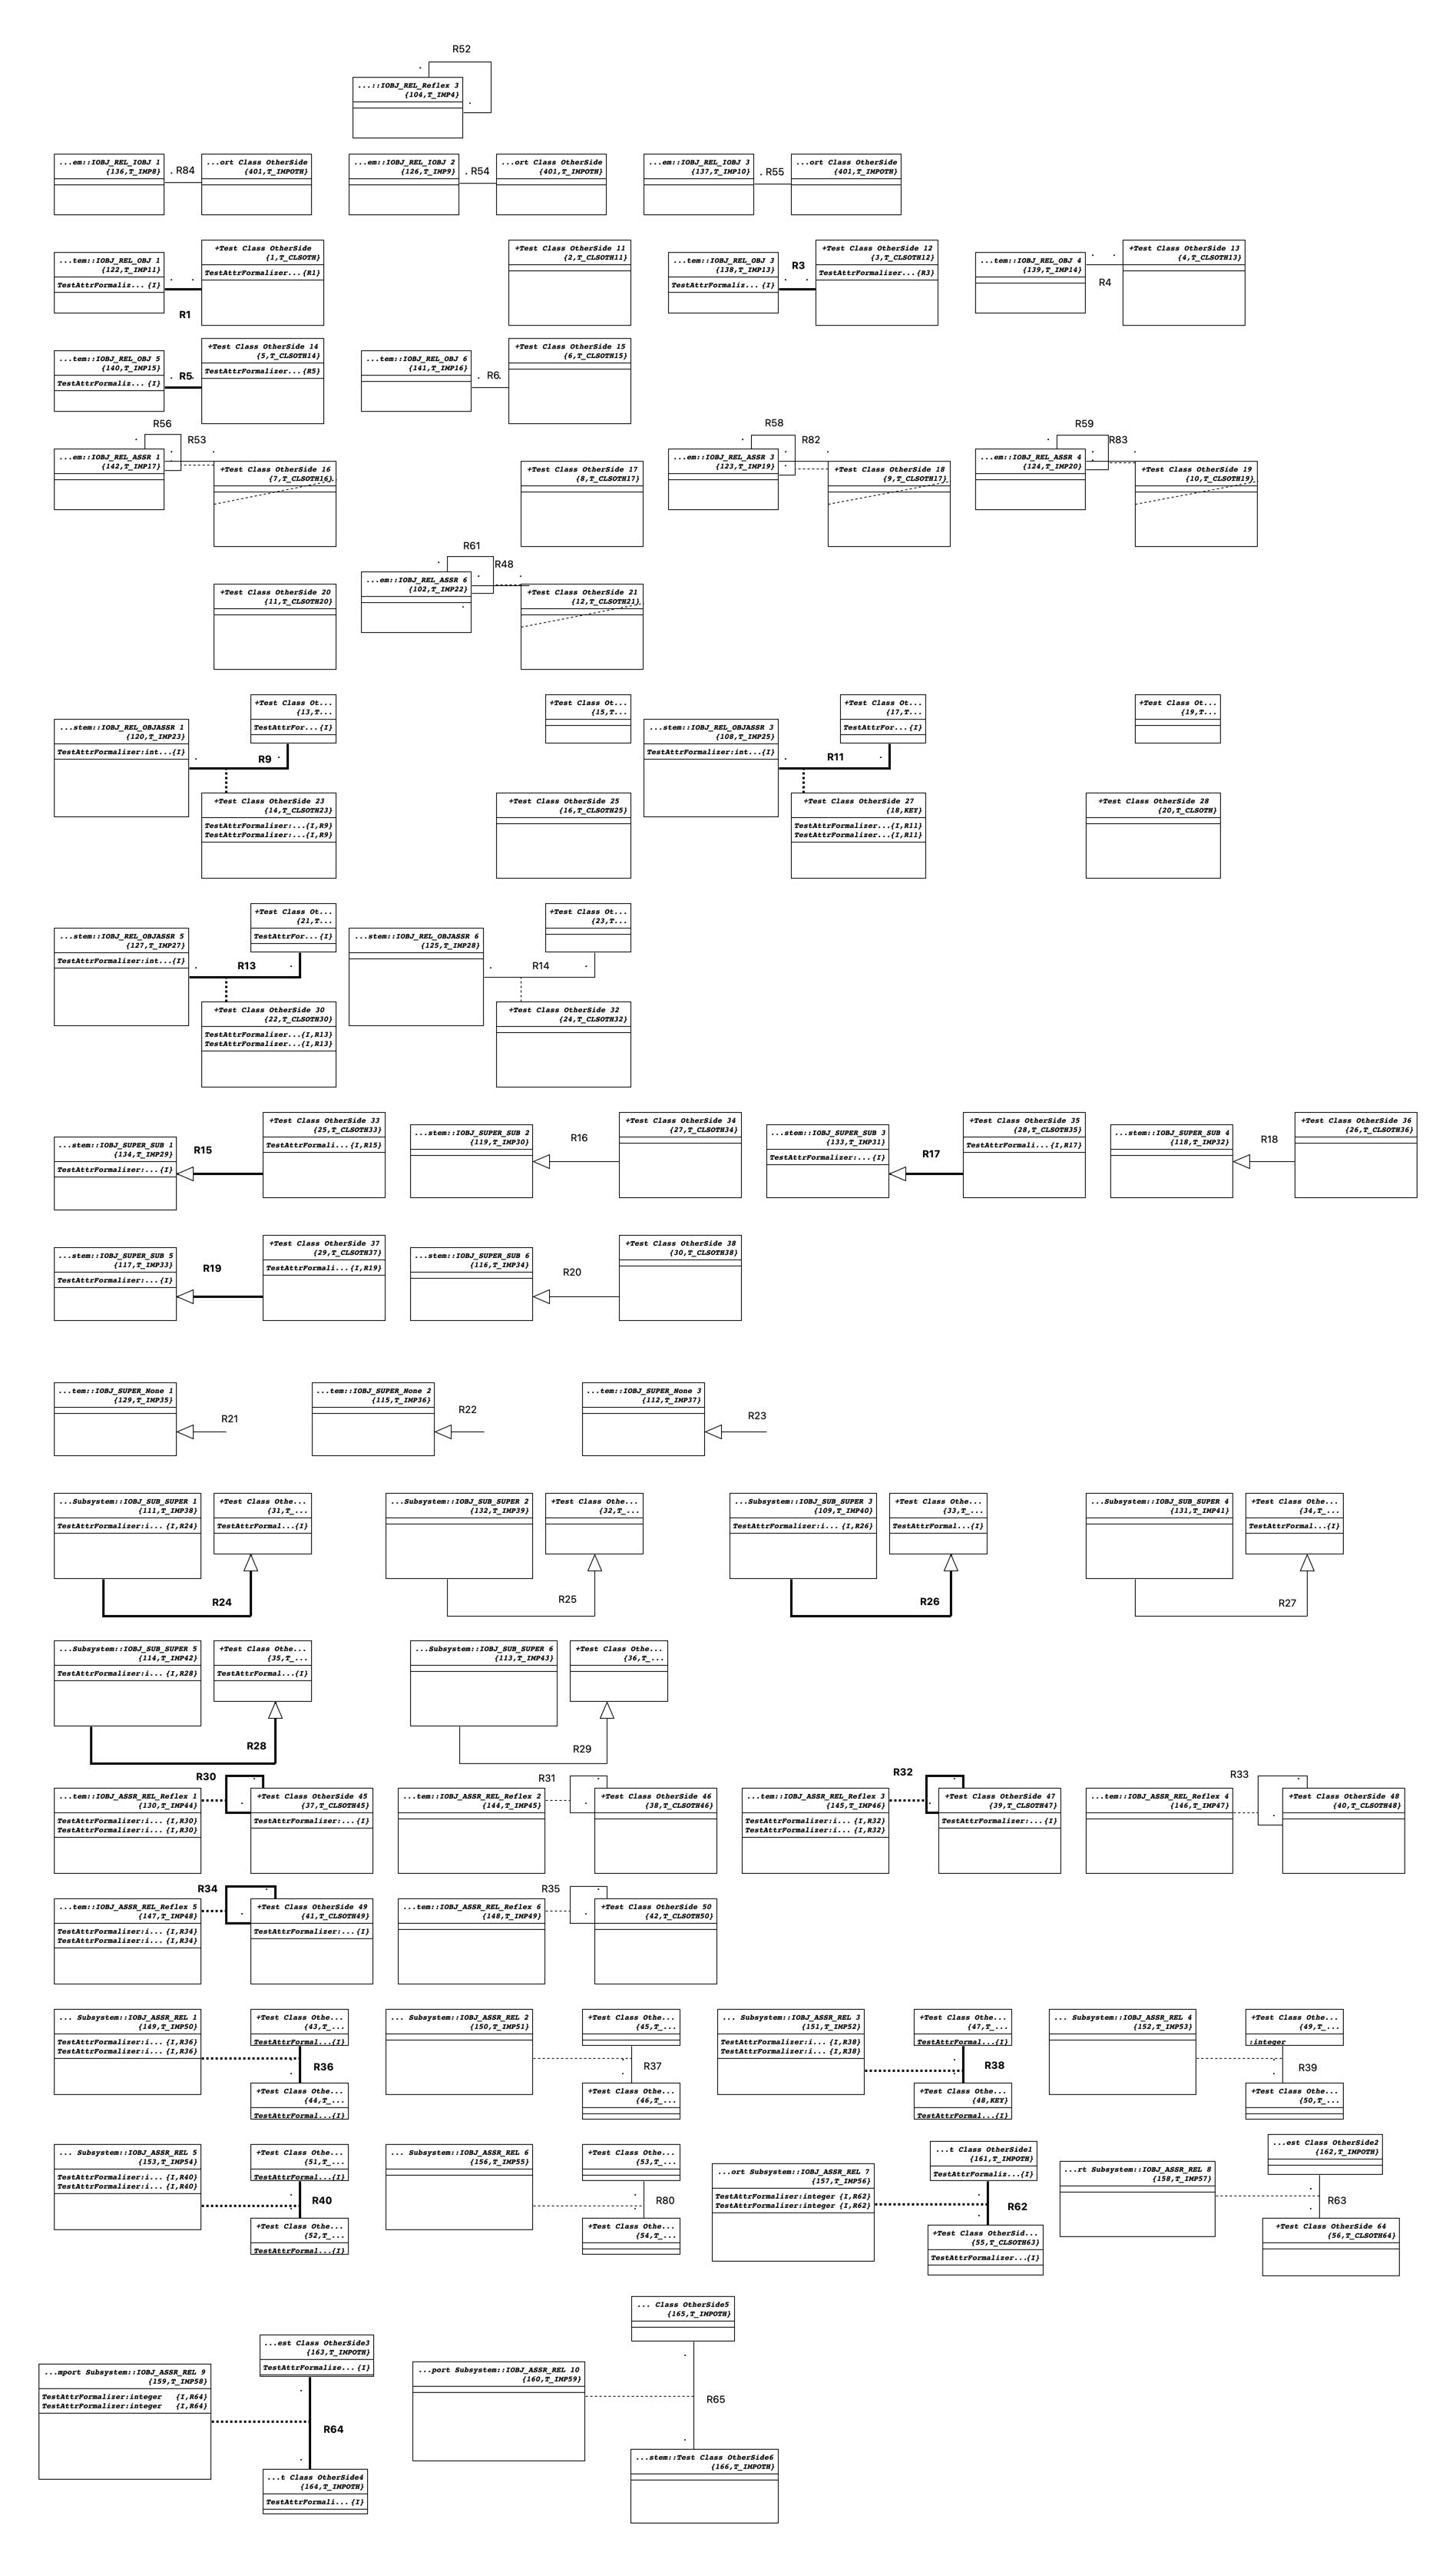 R52
...::IOBJ_REL_Reflex 3
{104,T_IMP4}
...em::IOBJ_REL_IOBJ 1
{136,T_IMP8}
R84
...ort Class OtherSide
{401,T_IMPOTH}
...em::IOBJ_REL_IOBJ 2
{126,T_IMP9}
R54
...ort Class OtherSide
{401,T_IMPOTH}
...em::IOBJ_REL_IOBJ 3
{137,T_IMP10}
R55
...ort Class OtherSide
{401,T_IMPOTH}
...tem::IOBJ_REL_OBJ 1
{122,T_IMP11}
TestAttrFormaliz... {I}
R1
+Test Class OtherSide
{1,T_CLSOTH}
TestAttrFormalizer... {R1}
+Test Class OtherSide 11
{2,T_CLSOTH11}
...tem::IOBJ_REL_OBJ 3
{138,T_IMP13}
TestAttrFormaliz... {I}
R3
+Test Class OtherSide 12
{3,T_CLSOTH12}
TestAttrFormalizer...{R3}
...tem::IOBJ_REL_OBJ 4
{139,T_IMP14}
R4
+Test Class OtherSide 13
{4,T_CLSOTH13}
...tem::IOBJ_REL_OBJ 5
{140,T_IMP15}
TestAttrFormaliz... {I}
R5
+Test Class OtherSide 14
{5,T_CLSOTH14}
TestAttrFormalizer...{R5}
...tem::IOBJ_REL_OBJ 6
{141,T_IMP16}
R6
+Test Class OtherSide 15
{6,T_CLSOTH15}
R56
R53
...em::IOBJ_REL_ASSR 1
{142,T_IMP17}
+Test Class OtherSide 16
{7,T_CLSOTH16}
+Test Class OtherSide 17
{8,T_CLSOTH17}
R58
R82
...em::IOBJ_REL_ASSR 3
{123,T_IMP19}
+Test Class OtherSide 18
{9,T_CLSOTH17}
R59
R83
...em::IOBJ_REL_ASSR 4
{124,T_IMP20}
+Test Class OtherSide 19
{10,T_CLSOTH19}
+Test Class OtherSide 20
{11,T_CLSOTH20}
R61
R48
...em::IOBJ_REL_ASSR 6
{102,T_IMP22}
+Test Class OtherSide 21
{12,T_CLSOTH21}
...stem::IOBJ_REL_OBJASSR 1
{120,T_IMP23}
TestAttrFormalizer:int...{I}
+Test Class Ot...
{13,T...
TestAttrFor...{I}
R9
+Test Class OtherSide 23
{14,T_CLSOTH23}
TestAttrFormalizer:...{I,R9}
TestAttrFormalizer:...{I,R9}
+Test Class Ot...
{15,T...
+Test Class OtherSide 25
{16,T_CLSOTH25}
...stem::IOBJ_REL_OBJASSR 3
{108,T_IMP25}
TestAttrFormalizer:int...{I}
+Test Class Ot...
{17,T...
TestAttrFor...{I}
R11
+Test Class OtherSide 27
{18,KEY}
TestAttrFormalizer...{I,R11}
TestAttrFormalizer...{I,R11}
+Test Class Ot...
{19,T...
+Test Class OtherSide 28
{20,T_CLSOTH}
...stem::IOBJ_REL_OBJASSR 5
{127,T_IMP27}
TestAttrFormalizer:int...{I}
+Test Class Ot...
{21,T...
TestAttrFor...{I}
R13
+Test Class OtherSide 30
{22,T_CLSOTH30}
TestAttrFormalizer...{I,R13}
TestAttrFormalizer...{I,R13}
...stem::IOBJ_REL_OBJASSR 6
{125,T_IMP28}
+Test Class Ot...
{23,T...
R14
+Test Class OtherSide 32
{24,T_CLSOTH32}
...stem::IOBJ_SUPER_SUB 1
{134,T_IMP29}
TestAttrFormalizer:...{I}
R15
+Test Class OtherSide 33
{25,T_CLSOTH33}
TestAttrFormali...{I,R15}
...stem::IOBJ_SUPER_SUB 2
{119,T_IMP30}
R16
+Test Class OtherSide 34
{27,T_CLSOTH34}
...stem::IOBJ_SUPER_SUB 3
{133,T_IMP31}
TestAttrFormalizer:...{I}
R17
+Test Class OtherSide 35
{28,T_CLSOTH35}
TestAttrFormali...{I,R17}
...stem::IOBJ_SUPER_SUB 4
{118,T_IMP32}
R18
+Test Class OtherSide 36
{26,T_CLSOTH36}
...stem::IOBJ_SUPER_SUB 5
{117,T_IMP33}
TestAttrFormalizer:...{I}
R19
+Test Class OtherSide 37
{29,T_CLSOTH37}
TestAttrFormali...{I,R19}
...stem::IOBJ_SUPER_SUB 6
{116,T_IMP34}
R20
+Test Class OtherSide 38
{30,T_CLSOTH38}
...tem::IOBJ_SUPER_None 1
{129,T_IMP35}
R21
...tem::IOBJ_SUPER_None 2
{115,T_IMP36}
R22
...tem::IOBJ_SUPER_None 3
{112,T_IMP37}
R23
...Subsystem::IOBJ_SUB_SUPER 1
{111,T_IMP38}
TestAttrFormalizer:i... {I,R24}
+Test Class Othe...
{31,T_...
TestAttrFormal...{I}
R24
...Subsystem::IOBJ_SUB_SUPER 2
{132,T_IMP39}
+Test Class Othe...
{32,T_...
R25
...Subsystem::IOBJ_SUB_SUPER 3
{109,T_IMP40}
TestAttrFormalizer:i... {I,R26}
+Test Class Othe...
{33,T_...
TestAttrFormal...{I}
R26
...Subsystem::IOBJ_SUB_SUPER 4
{131,T_IMP41}
+Test Class Othe...
{34,T_...
TestAttrFormal...{I}
R27
...Subsystem::IOBJ_SUB_SUPER 5
{114,T_IMP42}
TestAttrFormalizer:i... {I,R28}
+Test Class Othe...
{35,T_...
TestAttrFormal...{I}
R28
...Subsystem::IOBJ_SUB_SUPER 6
{113,T_IMP43}
+Test Class Othe...
{36,T_...
R29
R30
...tem::IOBJ_ASSR_REL_Reflex 1
{130,T_IMP44}
TestAttrFormalizer:i... {I,R30}
TestAttrFormalizer:i... {I,R30}
+Test Class OtherSide 45
{37,T_CLSOTH45}
TestAttrFormalizer:...{I}
R31
...tem::IOBJ_ASSR_REL_Reflex 2
{144,T_IMP45}
+Test Class OtherSide 46
{38,T_CLSOTH46}
R32
...tem::IOBJ_ASSR_REL_Reflex 3
{145,T_IMP46}
TestAttrFormalizer:i... {I,R32}
TestAttrFormalizer:i... {I,R32}
+Test Class OtherSide 47
{39,T_CLSOTH47}
TestAttrFormalizer:...{I}
R33
...tem::IOBJ_ASSR_REL_Reflex 4
{146,T_IMP47}
+Test Class OtherSide 48
{40,T_CLSOTH48}
R34
...tem::IOBJ_ASSR_REL_Reflex 5
{147,T_IMP48}
TestAttrFormalizer:i... {I,R34}
TestAttrFormalizer:i... {I,R34}
+Test Class OtherSide 49
{41,T_CLSOTH49}
TestAttrFormalizer:...{I}
R35
...tem::IOBJ_ASSR_REL_Reflex 6
{148,T_IMP49}
+Test Class OtherSide 50
{42,T_CLSOTH50}
... Subsystem::IOBJ_ASSR_REL 1
{149,T_IMP50}
TestAttrFormalizer:i... {I,R36}
TestAttrFormalizer:i... {I,R36}
+Test Class Othe...
{43,T_...
TestAttrFormal...{I}
R36
+Test Class Othe...
{44,T_...
TestAttrFormal...{I}
... Subsystem::IOBJ_ASSR_REL 2
{150,T_IMP51}
+Test Class Othe...
{45,T_...
R37
+Test Class Othe...
{46,T_...
... Subsystem::IOBJ_ASSR_REL 3
{151,T_IMP52}
TestAttrFormalizer:i... {I,R38}
TestAttrFormalizer:i... {I,R38}
+Test Class Othe...
{47,T_...
TestAttrFormal...{I}
R38
+Test Class Othe...
{48,KEY}
TestAttrFormal...{I}
... Subsystem::IOBJ_ASSR_REL 4
{152,T_IMP53}
+Test Class Othe...
{49,T_...
:integer
R39
+Test Class Othe...
{50,T_...
... Subsystem::IOBJ_ASSR_REL 5
{153,T_IMP54}
TestAttrFormalizer:i... {I,R40}
TestAttrFormalizer:i... {I,R40}
+Test Class Othe...
{51,T_...
TestAttrFormal...{I}
R40
+Test Class Othe...
{52,T_...
TestAttrFormal...{I}
... Subsystem::IOBJ_ASSR_REL 6
{156,T_IMP55}
+Test Class Othe...
{53,T_...
R80
+Test Class Othe...
{54,T_...
...ort Subsystem::IOBJ_ASSR_REL 7
{157,T_IMP56}
TestAttrFormalizer:integer {I,R62}
TestAttrFormalizer:integer {I,R62}
...t Class OtherSide1
{161,T_IMPOTH}
TestAttrFormaliz...{I}
R62
+Test Class OtherSid...
{55,T_CLSOTH63}
TestAttrFormalizer...{I}
...rt Subsystem::IOBJ_ASSR_REL 8
{158,T_IMP57}
...est Class OtherSide2
{162,T_IMPOTH}
R63
+Test Class OtherSide 64
{56,T_CLSOTH64}
...mport Subsystem::IOBJ_ASSR_REL 9
{159,T_IMP58}
TestAttrFormalizer:integer {I,R64}
TestAttrFormalizer:integer {I,R64}
...est Class OtherSide3
{163,T_IMPOTH}
TestAttrFormalize... {I}
R64
...t Class OtherSide4
{164,T_IMPOTH}
TestAttrFormali... {I}
...port Subsystem::IOBJ_ASSR_REL 10
{160,T_IMP59}
... Class OtherSide5
{165,T_IMPOTH}
R65
...stem::Test Class OtherSide6
{166,T_IMPOTH}